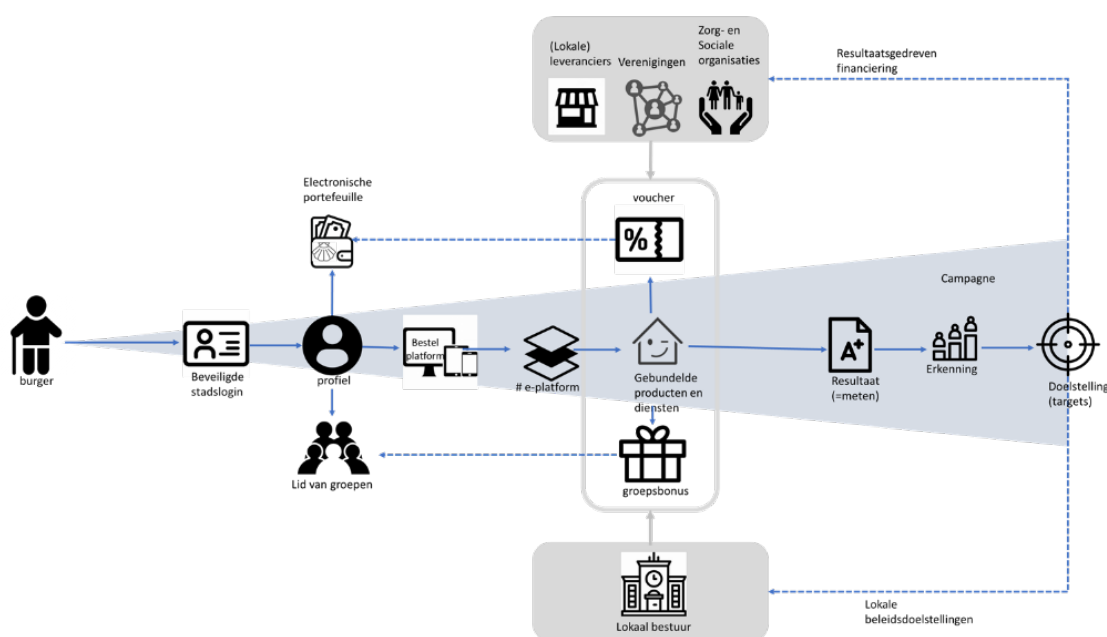 (Lokale)
leveranciers
Verenigingen
Zorg- en
Sociale
organisaties
Resultaatsgedreven
financiering
Electronische
portefeuille
voucher
%
Campagne
burger
Beveiligde
stadslogin
profiel
Bestel
platform
# e-platform
Gebundelde
producten en
diensten
A+
Resultaat
(=meten)
Erkenning
Doelstelling
(targets)
Lid van groepen
groepsbonus
Lokaal bestuur
Lokale
beleidsdoelstellingen